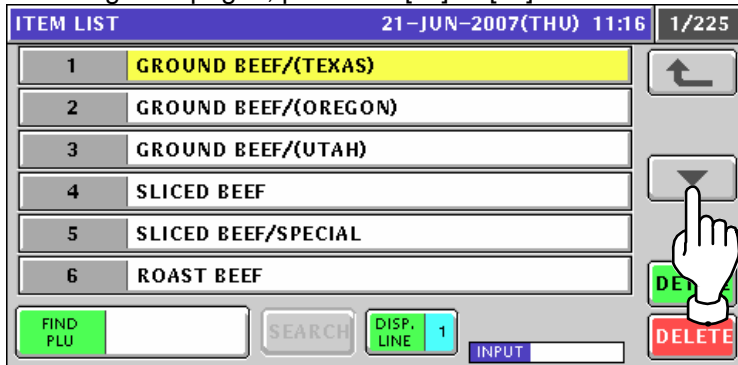 ITEM LIST 21-JUN-2007(THU) 11:16 1/225
1 GROUND BEEF/(TEXAS)
2 GROUND BEEF/(OREGON)
3 GROUND BEEF/(UTAH)
4 SLICED BEEF
5 SLICED BEEF/SPECIAL
6 ROAST BEEF
FIND PLU
SEARCH
DISP. LINE 1
INPUT
DELETE